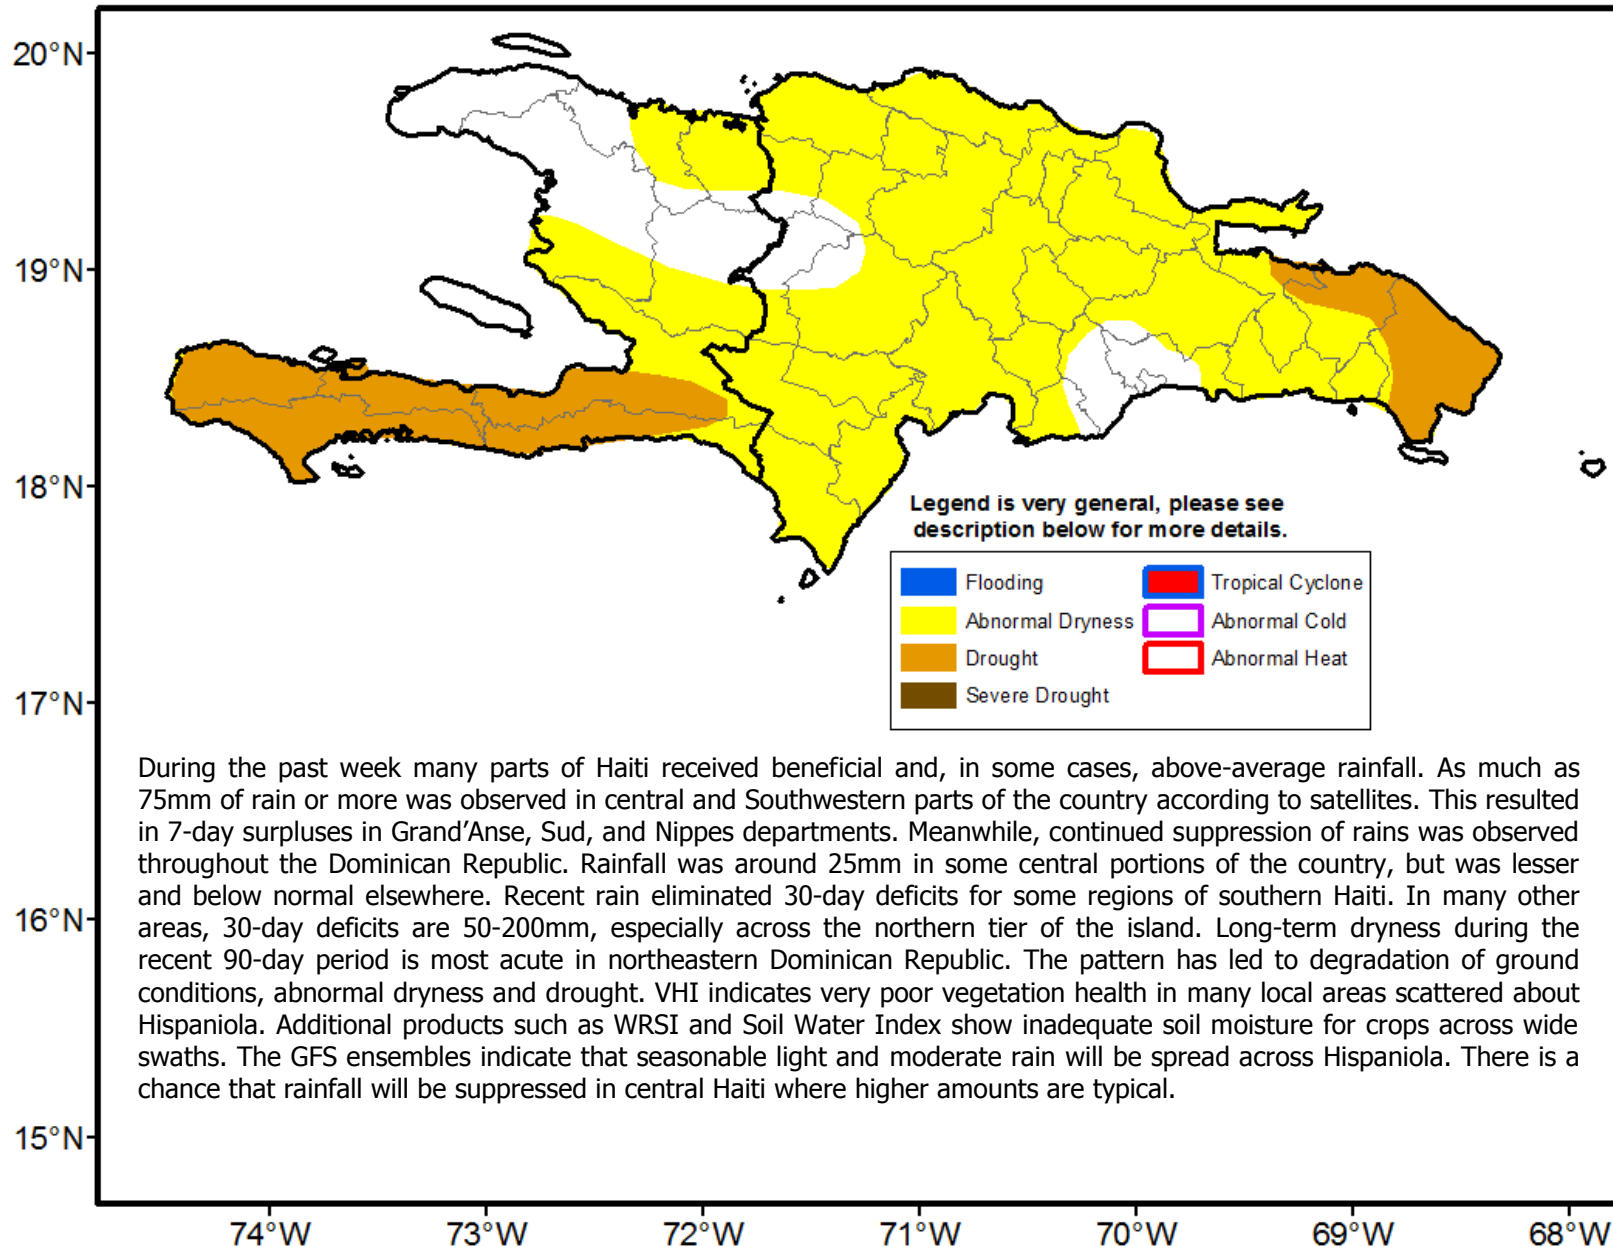 20°N
19°N
18°N
17°N
16°N
15°N
Legend is very general, please see
description below for more details.
Flooding
Tropical Cyclone
Abnormal Dryness
Abnormal Cold
Drought
Abnormal Heat
Severe Drought
During the past week many parts of Haiti received beneficial and, in some cases, above-average rainfall. As much as
75mm of rain or more was observed in central and Southwestern parts of the country according to satellites. This resulted
in 7-day surpluses in Grand’Anse, Sud, and Nippes departments. Meanwhile, continued suppression of rains was observed
throughout the Dominican Republic. Rainfall was around 25mm in some central portions of the country, but was lesser
and below normal elsewhere. Recent rain eliminated 30-day deficits for some regions of southern Haiti. In many other
areas, 30-day deficits are 50-200mm, especially across the northern tier of the island. Long-term dryness during the
recent 90-day period is most acute in northeastern Dominican Republic. The pattern has led to degradation of ground
conditions, abnormal dryness and drought. VHI indicates very poor vegetation health in many local areas scattered about
Hispaniola. Additional products such as WRSI and Soil Water Index show inadequate soil moisture for crops across wide
swaths. The GFS ensembles indicate that seasonable light and moderate rain will be spread across Hispaniola. There is a
chance that rainfall will be suppressed in central Haiti where higher amounts are typical.
74°W
73°W
72°W
71°W
70°W
69°W
68°W